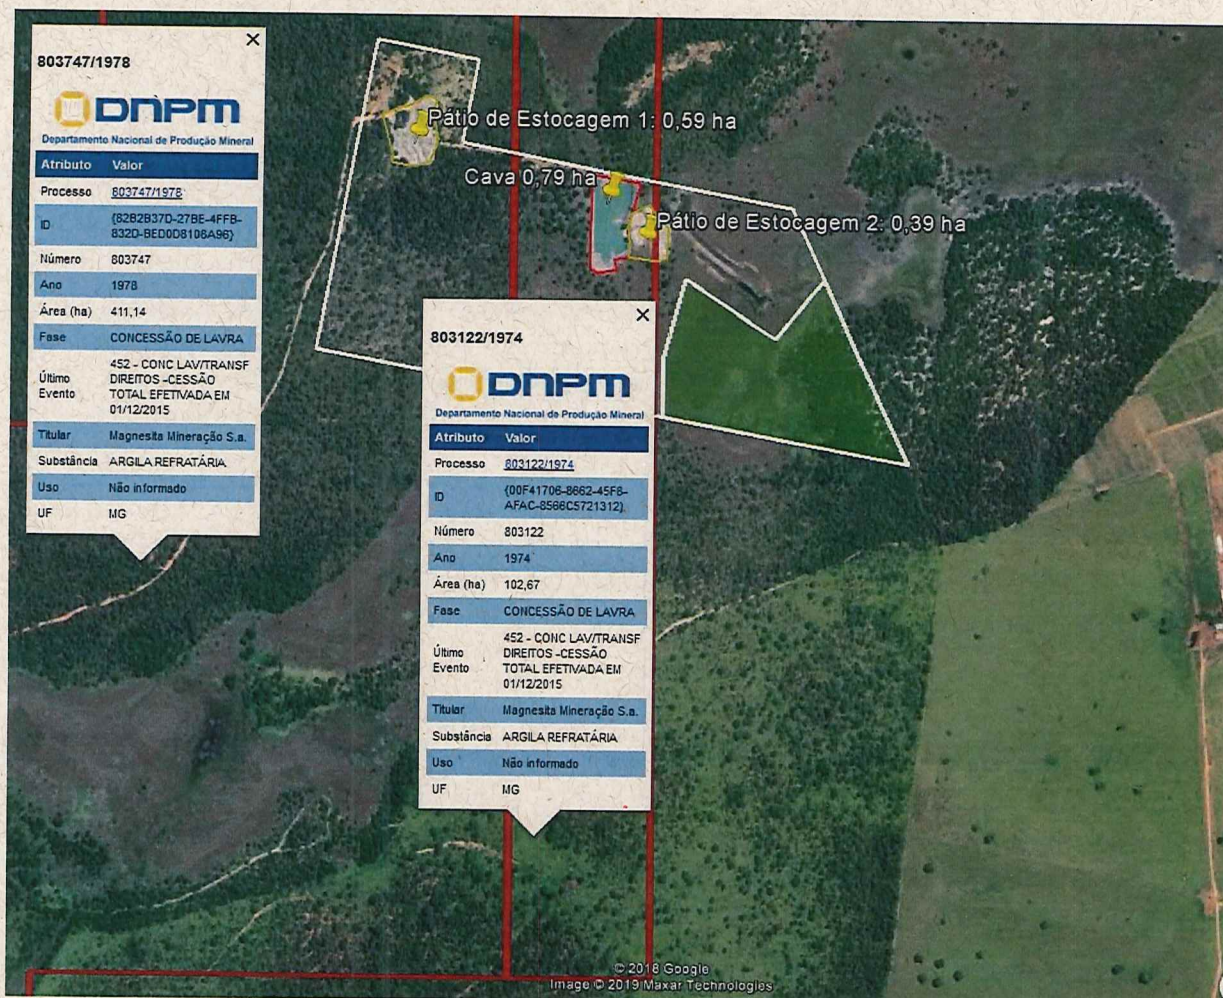 803747/1978
DNPM
Departamento Nacional de Produção Mineral
Atributo Valor
Processo 803747/1978
ID {82B2B37D-27BE-4FFB-
832D-BED0D8106A96}
Número 803747
Ano 1978
Área (ha) 411,14
Fase CONCESSÃO DE LAVRA
Último Evento 452 - CONC LAV/TRANSF
DIREITOS -CESSÃO
TOTAL EFETIVADA EM
01/12/2015
Titular Magnesita Mineração S.a.
Substância ARGILA REFRATÁRIA
Uso Não informado
UF MG
Pátio de Estocagem 1: 0,59 ha
Cava 0,79 ha
Pátio de Estocagem 2: 0,39 ha
803122/1974
DNPM
Departamento Nacional de Produção Mineral
Atributo Valor
Processo 803122/1974
ID {00F41706-8662-45F8-
AFAC-8566C5721312}
Número 803122
Ano 1974
Área (ha) 102,67
Fase CONCESSÃO DE LAVRA
Último Evento 452 - CONC LAV/TRANSF
DIREITOS -CESSÃO
TOTAL EFETIVADA EM
01/12/2015
Titular Magnesita Mineração S.a.
Substância ARGILA REFRATÁRIA
Uso Não informado
UF MG
© 2018 Google
Image © 2019 Maxar Technologies